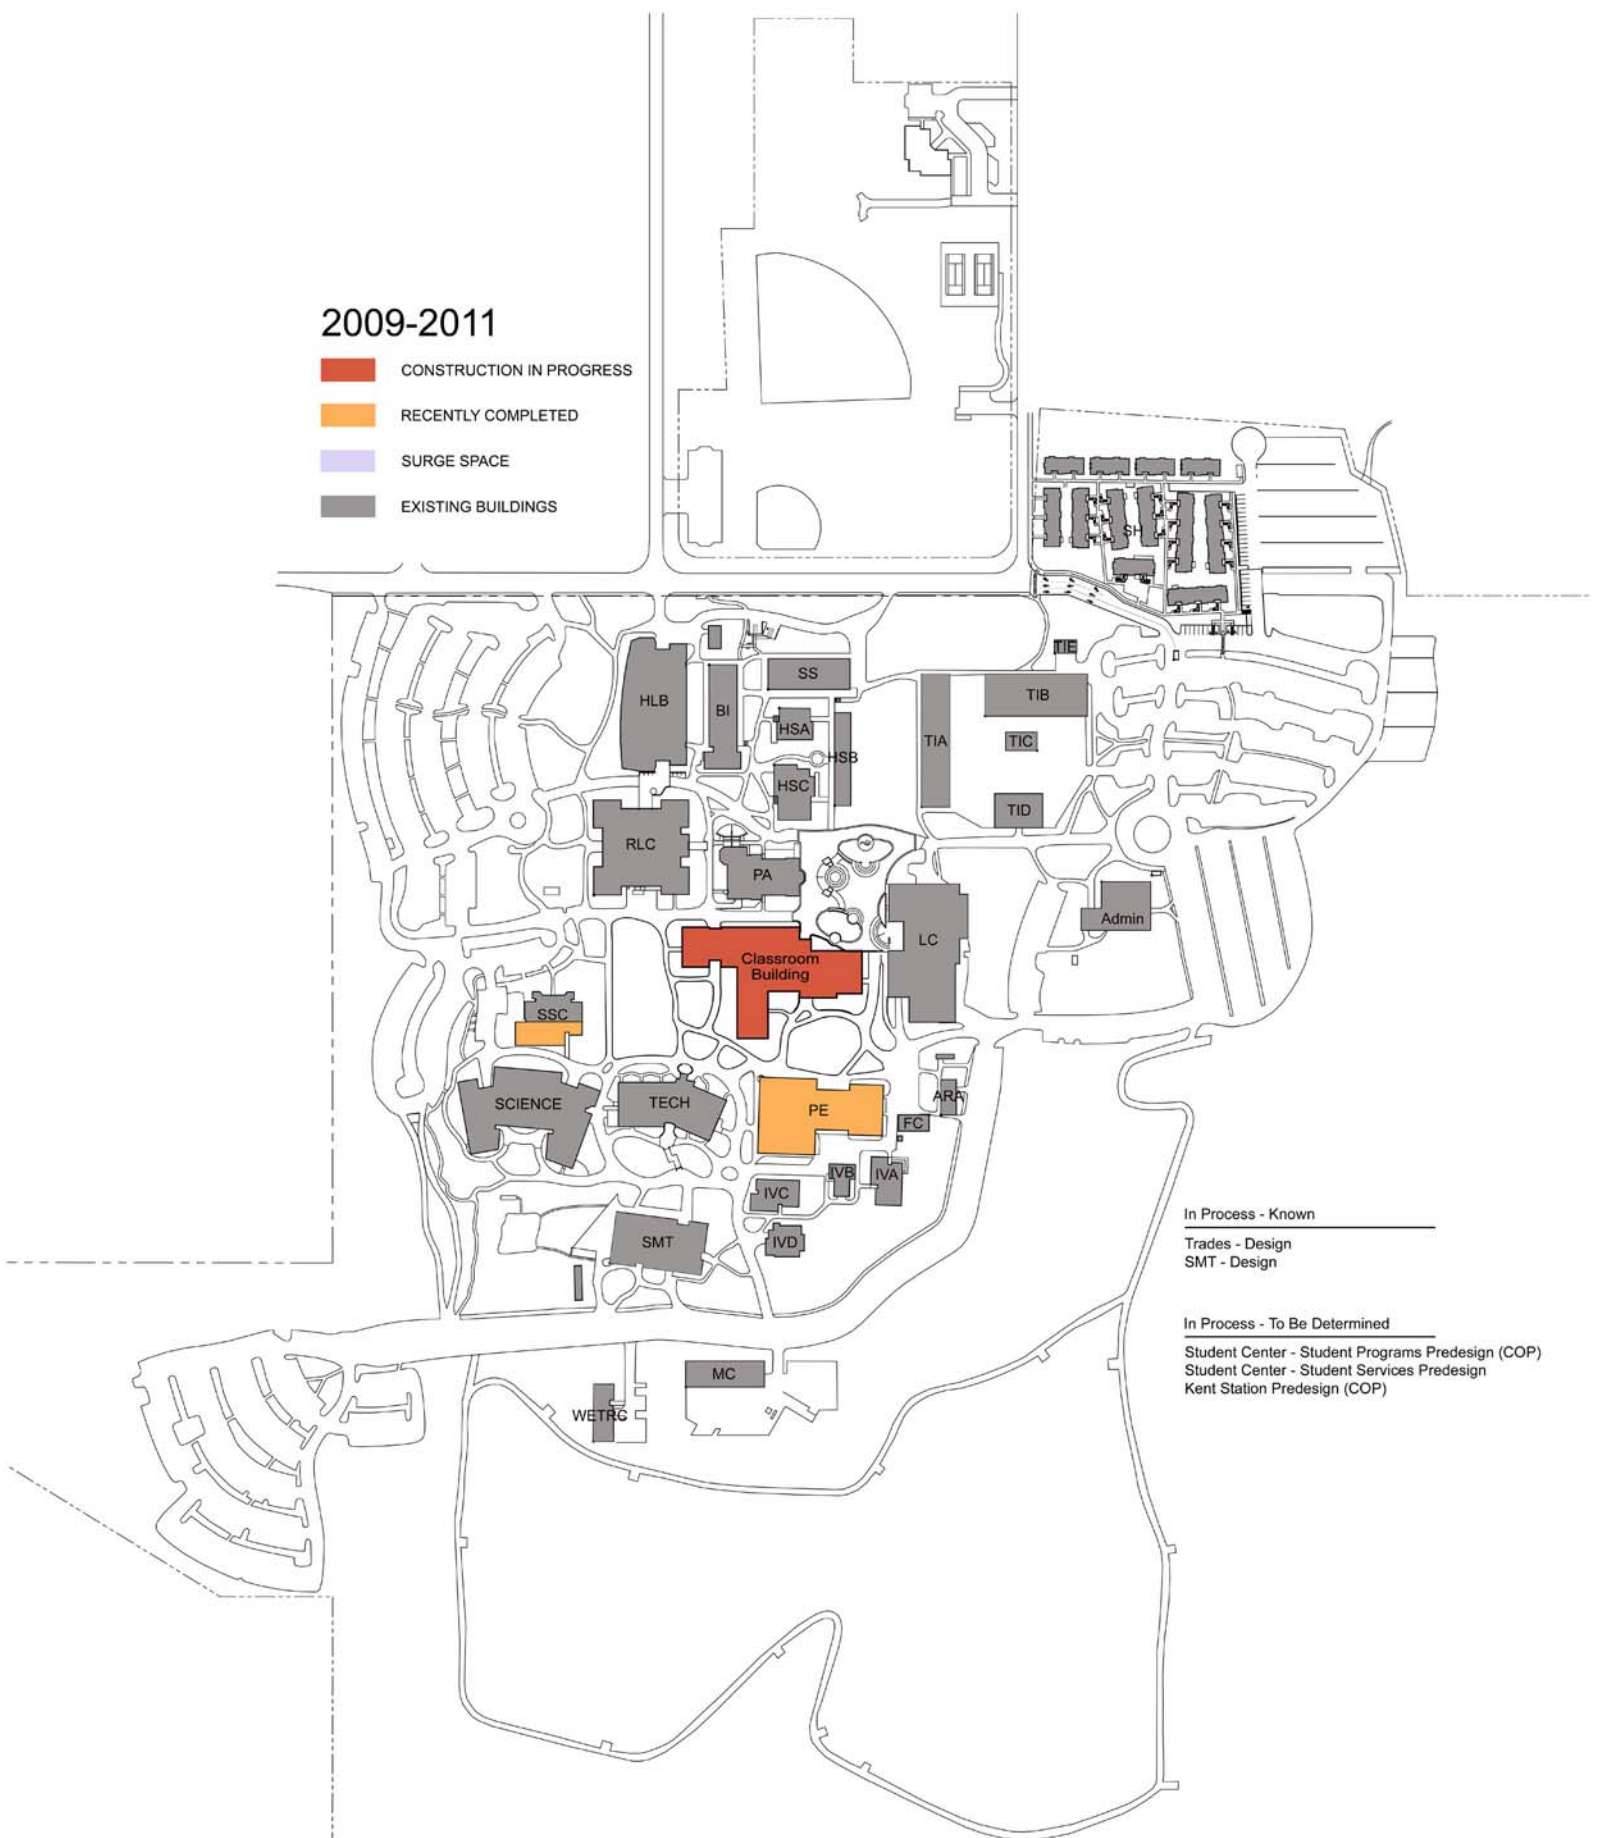 2009-2011
CONSTRUCTION IN PROGRESS
RECENTLY COMPLETED
SURGE SPACE
EXISTING BUILDINGS
SH
TIE
SS
HLB
BI
HSA
HSB
HSC
TIA
TIB
TIC
TID
RLC
PA
LC
Admin
Classroom
Building
SSC
SCIENCE
TECH
PE
ARA
FC
IVB
IVA
IVC
IVD
SMT
MC
WETRC
In Process - Known
Trades - Design
SMT - Design
In Process - To Be Determined
Student Center - Student Programs Predesign (COP)
Student Center - Student Services Predesign
Kent Station Predesign (COP)